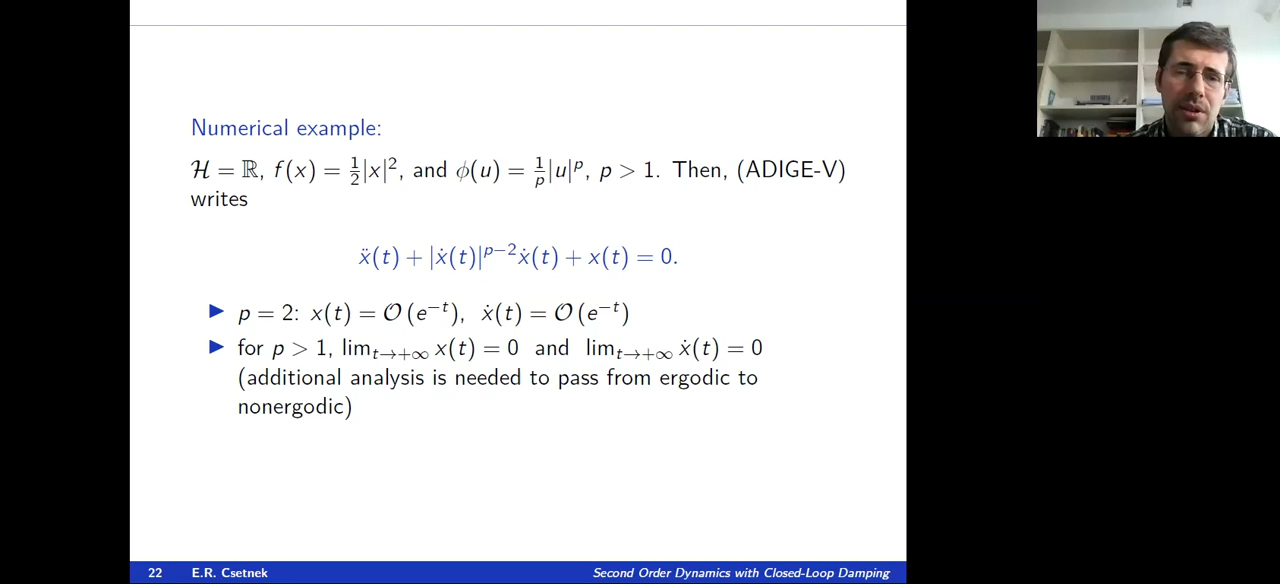 Numerical example:
ℋ = ℝ, f(x) = ½|x|², and ϕ(u) = 1/p |u|ᵖ, p > 1. Then, (ADIGE-V)
writes
ẍ(t) + |ẋ(t)|ᵖ⁻²ẋ(t) + x(t) = 0.
▶ p = 2: x(t) = 𝒪(e⁻ᵗ), ẋ(t) = 𝒪(e⁻ᵗ)
▶ for p > 1, lim_{t→+∞} x(t) = 0 and lim_{t→+∞} ẋ(t) = 0
(additional analysis is needed to pass from ergodic to
nonergodic)
22 E.R. Csetnek Second Order Dynamics with Closed-Loop Damping